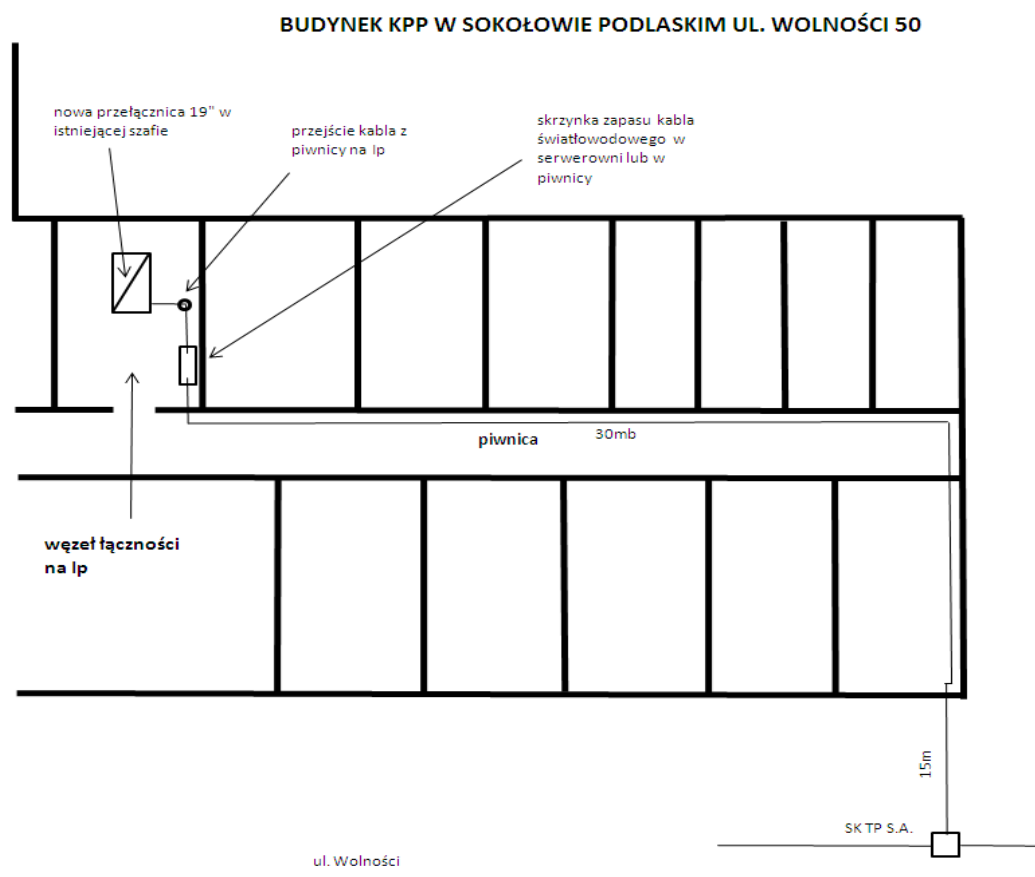 BUDYNEK KPP W SOKOŁOWIE PODLASKIM UL. WOLNOŚCI 50
nowa przełącznica 19" w
istniejącej szafie
przejście kabla z
piwnicy na Ip
skrzynka zapasu kabla
światłowodowego w
serwerowni lub w
piwnicy
piwnica
30mb
węzeł łączności
na Ip
15m
SK TP S.A.
ul. Wolności